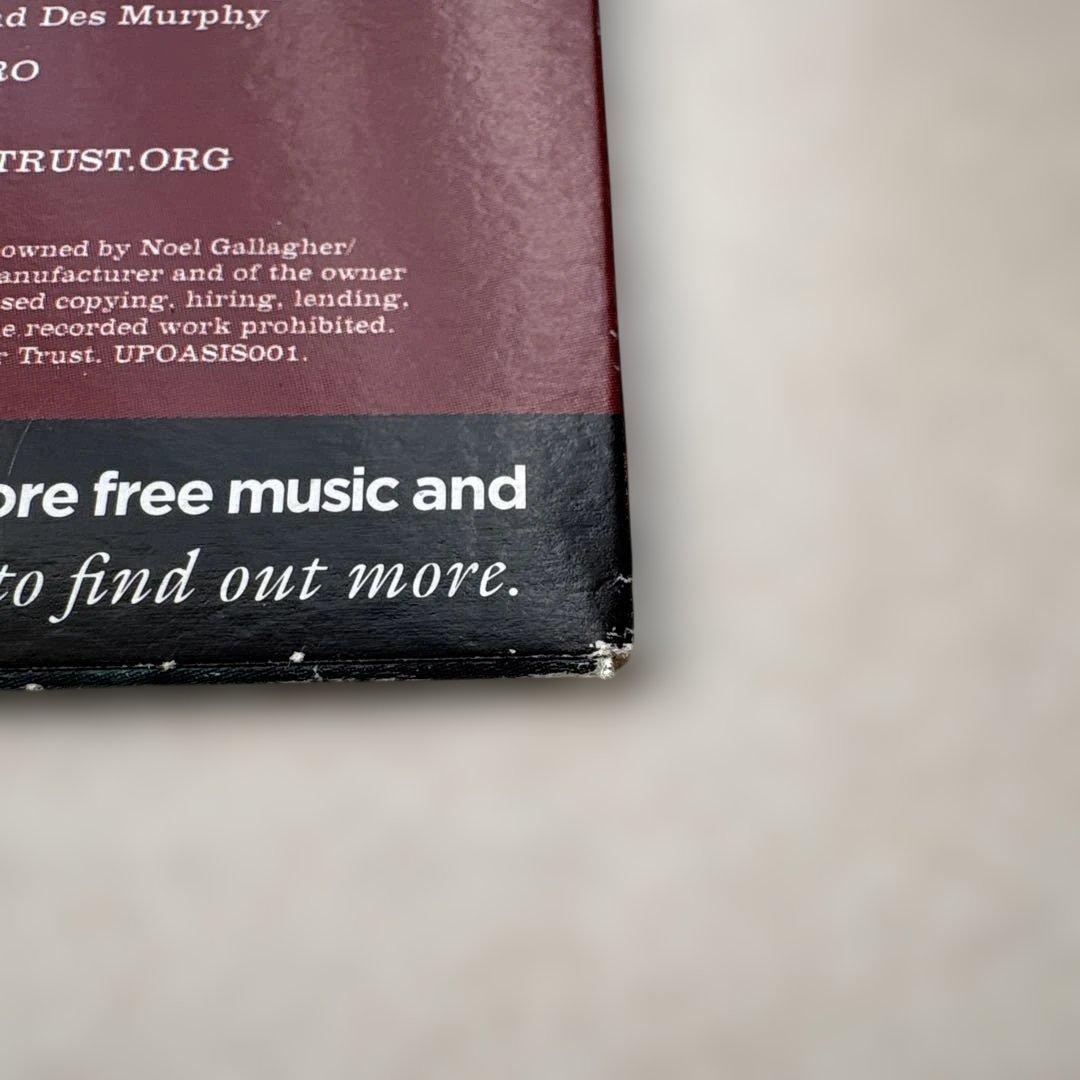 nd Des Murphy
RO
TRUST.ORG
owned by Noel Gallagher/
anufacturer and of the owner
sed copying, hiring, lending,
e recorded work prohibited.
r Trust. UPOASIS001.
ore free music and
to find out more.